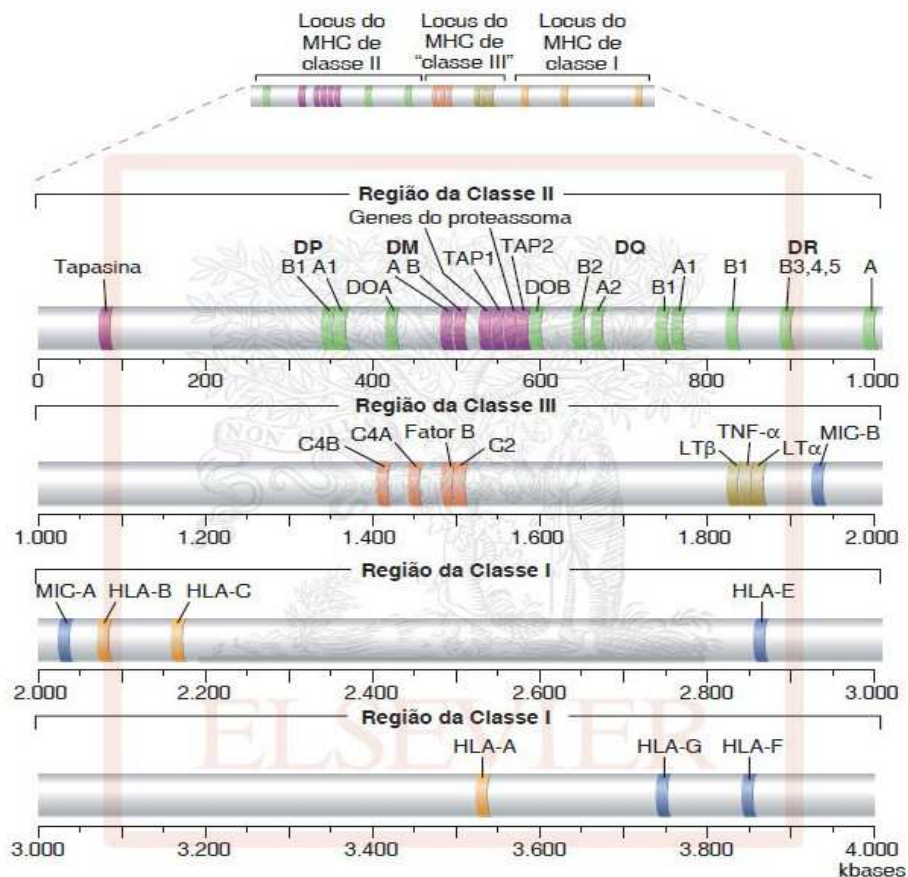 Locus do MHC de classe II
Locus do MHC de “classe III”
Locus do MHC de classe I
Região da Classe II
Genes do proteassoma
Tapasina
DP
B1 A1
DOA
DM
A B
TAP1
TAP2
DOB
DQ
B2
A2
B1
A1
B1
DR
B3,4,5
A
0 200 400 600 800 1.000
Região da Classe III
C4B
C4A
Fator B
C2
LTβ
TNF-α
LTα
MIC-B
1.000 1.200 1.400 1.600 1.800 2.000
Região da Classe I
MIC-A
HLA-B
HLA-C
HLA-E
2.000 2.200 2.400 2.600 2.800 3.000
Região da Classe I
HLA-A
HLA-G
HLA-F
3.000 3.200 3.400 3.600 3.800 4.000
kbases
NON
ELSEVIER